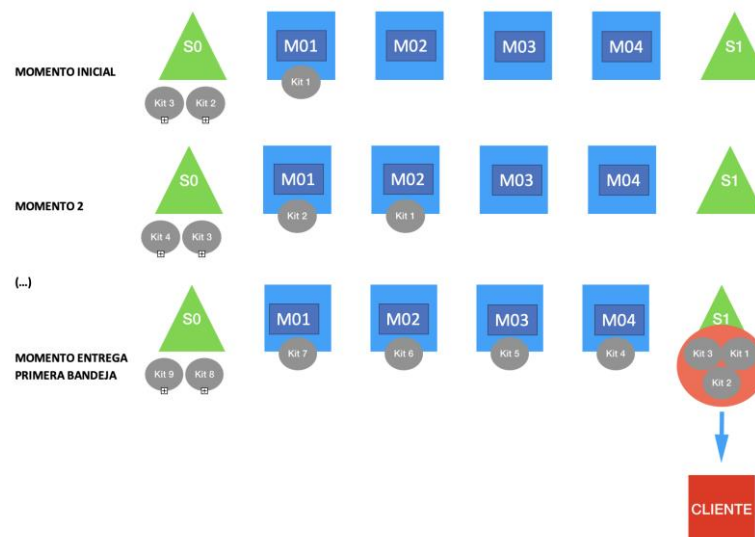 S0
M01
M02
M03
M04
S1
MOMENTO INICIAL
Kit 3
Kit 2
Kit 1
S0
M01
M02
M03
M04
S1
MOMENTO 2
Kit 4
Kit 3
Kit 2
Kit 1
(...)
S0
M01
M02
M03
M04
S1
MOMENTO ENTREGA
PRIMERA BANDEJA
Kit 9
Kit 8
Kit 7
Kit 6
Kit 5
Kit 4
Kit 3
Kit 1
Kit 2
CLIENTE